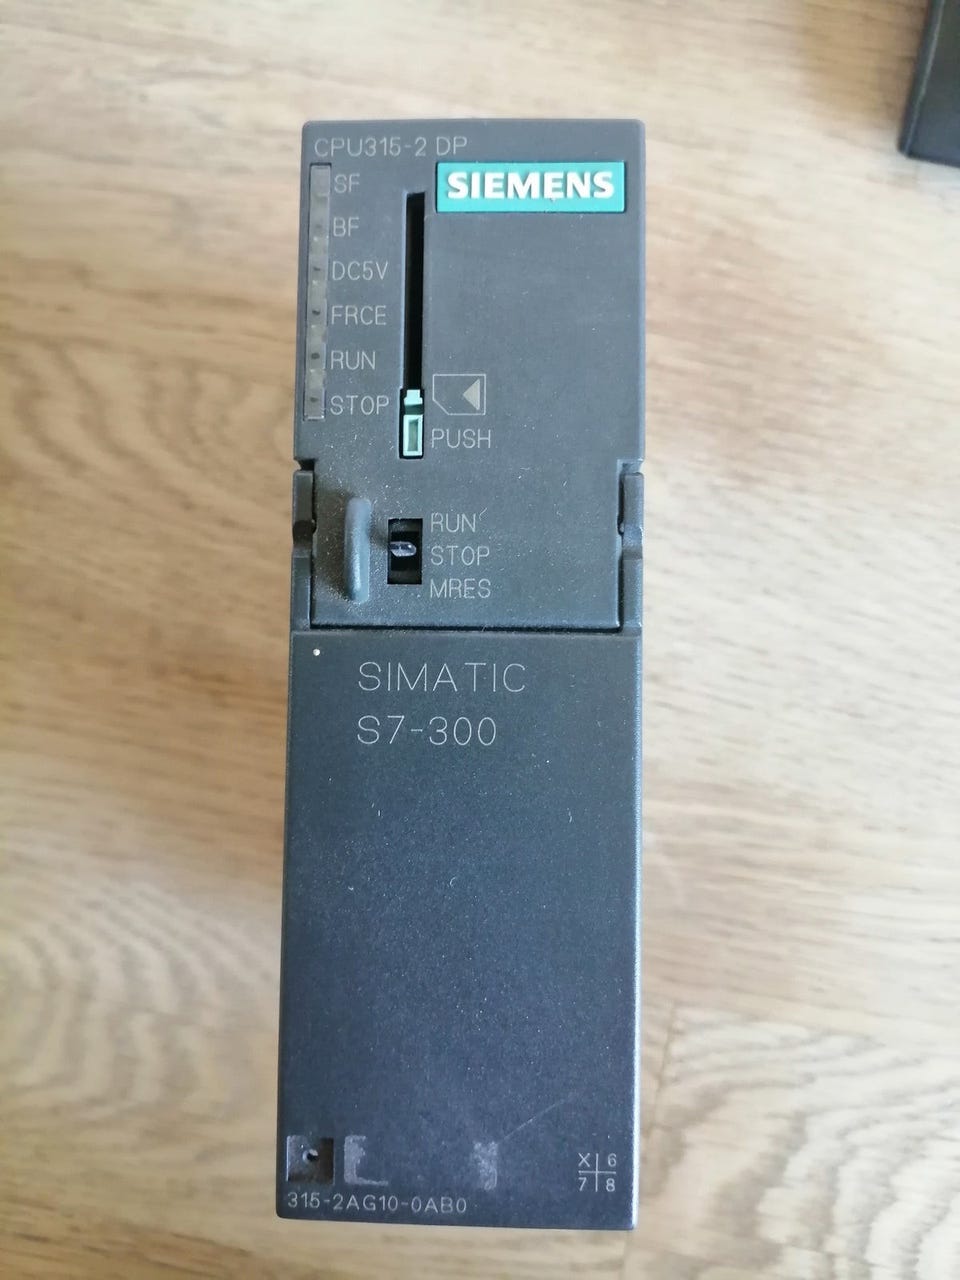 CPU315-2 DP
SIEMENS
SF
BF
DC5V
FRCE
RUN
STOP
PUSH
RUN
STOP
MRES
SIMATIC
S7-300
X 6
7 8
315-2AG10-0AB0